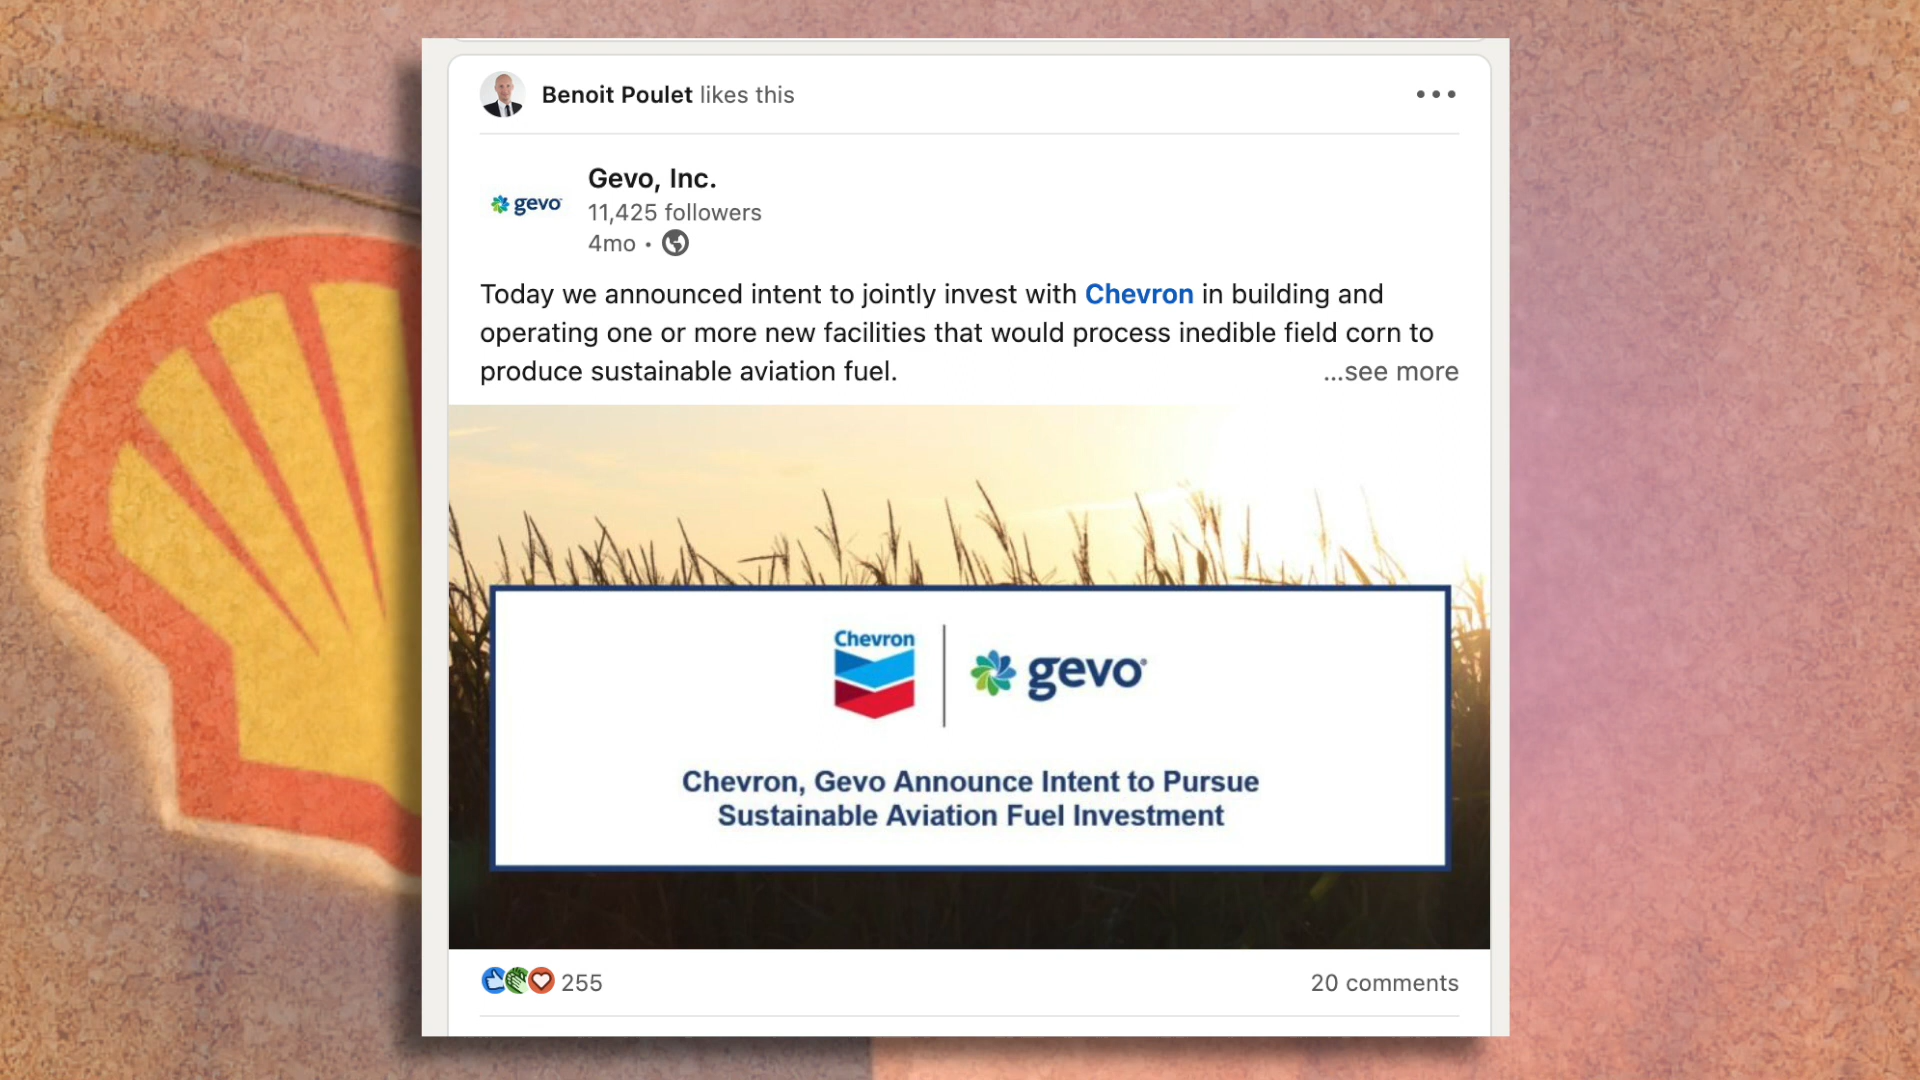 Benoit Poulet likes this
Gevo, Inc.
gevo
11,425 followers
4mo •
Today we announced intent to jointly invest with Chevron in building and
operating one or more new facilities that would process inedible field corn to
produce sustainable aviation fuel. ...see more
Chevron
gevo
Chevron, Gevo Announce Intent to Pursue
Sustainable Aviation Fuel Investment
255 20 comments